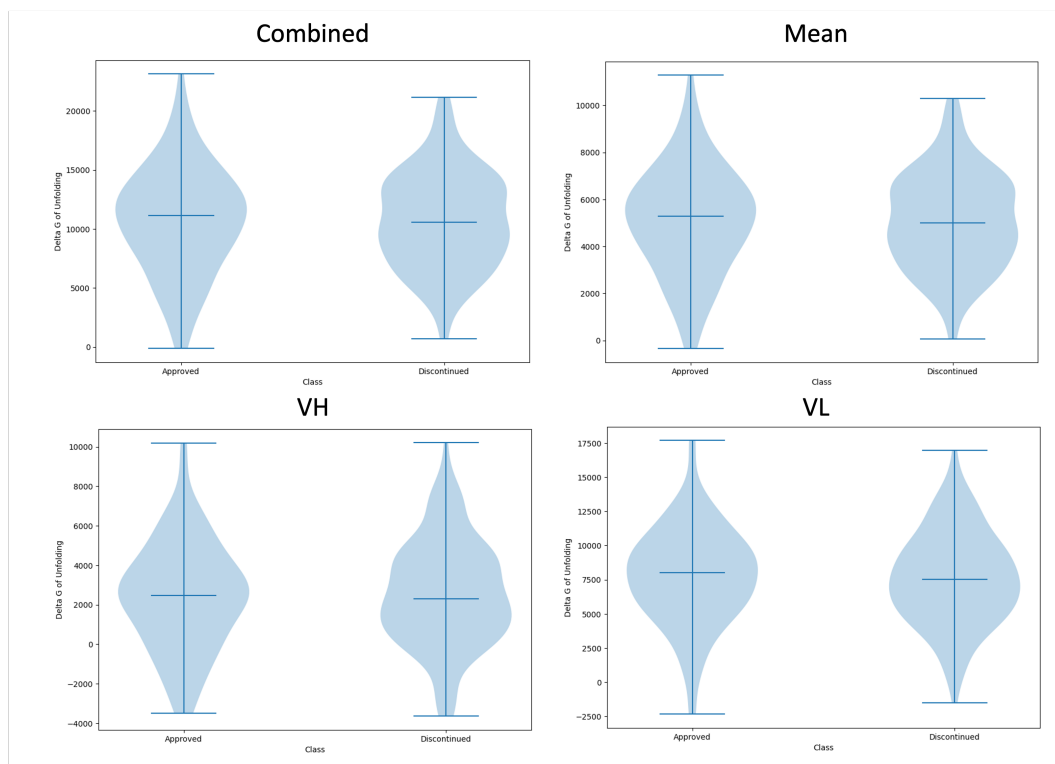 Combined
Mean
20000
15000
10000
5000
0
Delta G of Unfolding
Approved
Discontinued
Class
10000
8000
6000
4000
2000
0
Delta G of Unfolding
Approved
Discontinued
Class
VH
VL
10000
8000
6000
4000
2000
0
−2000
−4000
Delta G of Unfolding
Approved
Discontinued
Class
17500
15000
12500
10000
7500
5000
2500
0
−2500
Delta G of Unfolding
Approved
Discontinued
Class